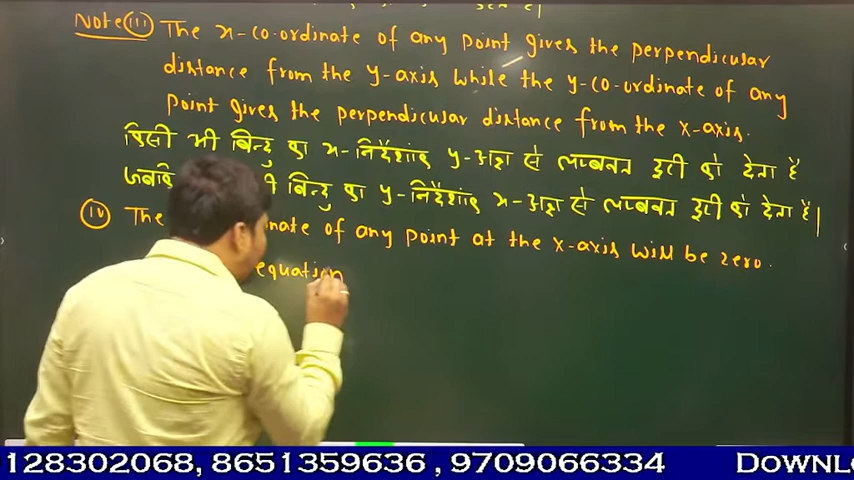 Note (iii) The x-co-ordinate of any point gives the perpendicular
distance from the y-axis while the y-co-ordinate of any
point gives the perpendicular distance from the x-axis.
किसी भी बिन्दु का x-निर्देशांक y-अक्ष से लम्बवत दूरी को देता है
जबकि बिन्दु का y-निर्देशांक x-अक्ष से लम्बवत दूरी को देता है।
(iv) The nate of any point at the x-axis will be zero.
equation
128302068, 8651359636 , 9709066334 DOWNL